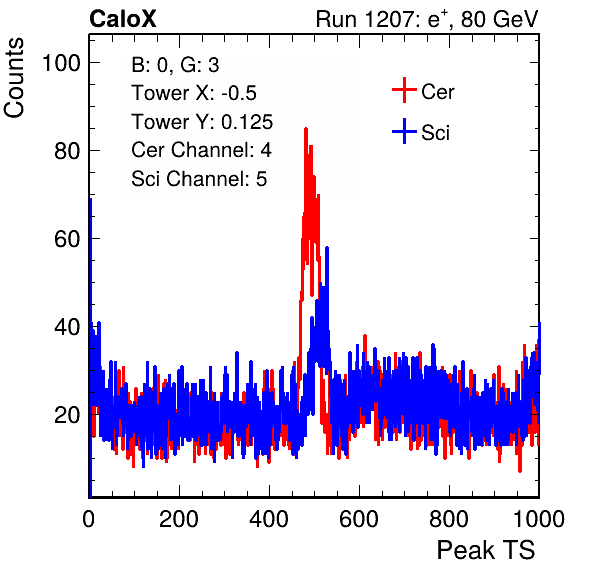 CaloX Run 1207: e⁺, 80 GeV
Counts
B: 0, G: 3
Tower X: -0.5
Tower Y: 0.125
Cer Channel: 4
Sci Channel: 5
Cer
Sci
100
80
60
40
20
0 200 400 600 800 1000
Peak TS